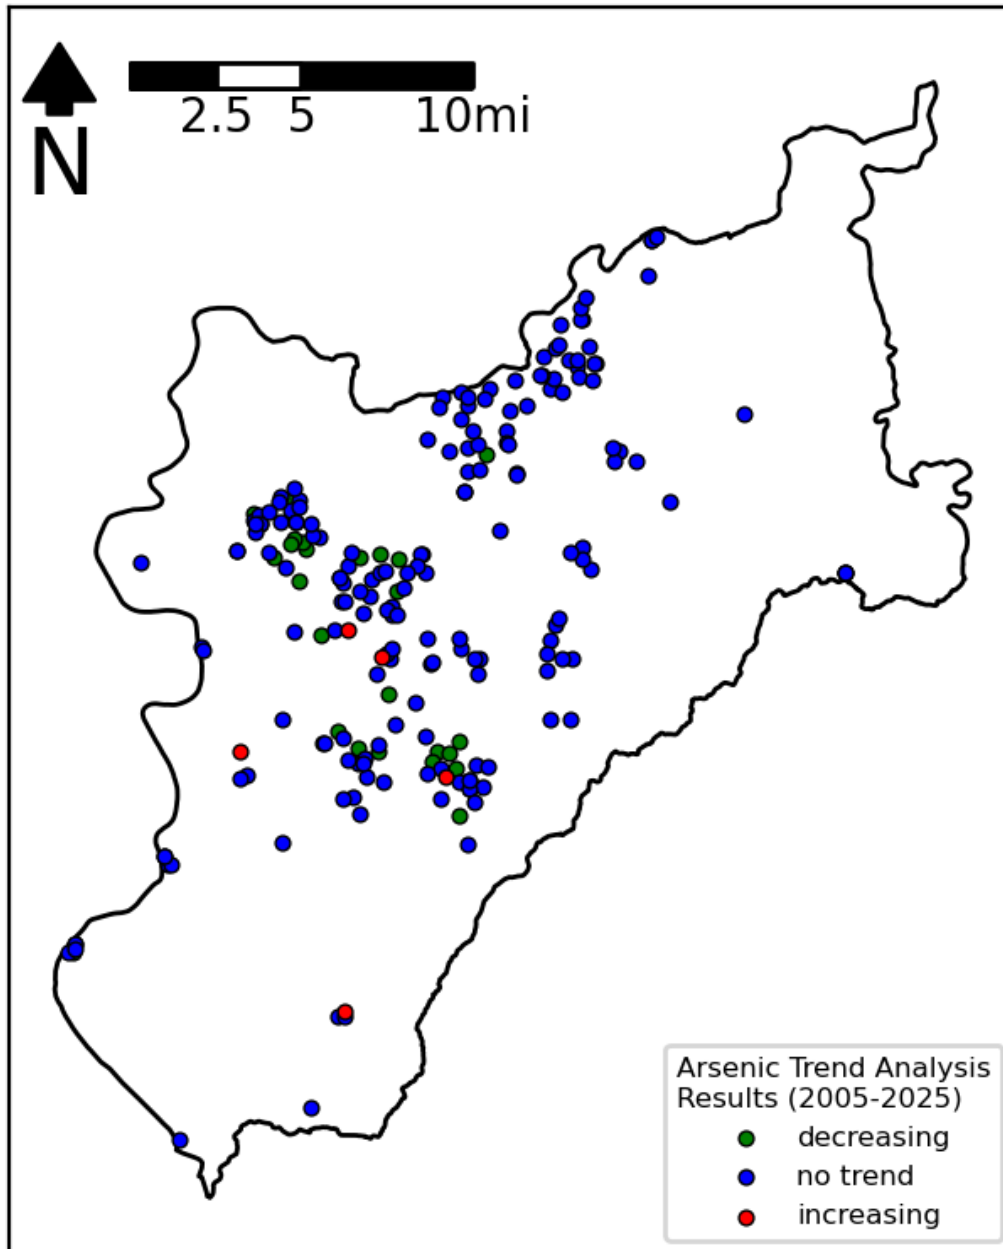 2.5 5 10mi
N
Arsenic Trend Analysis
Results (2005-2025)
decreasing
no trend
increasing